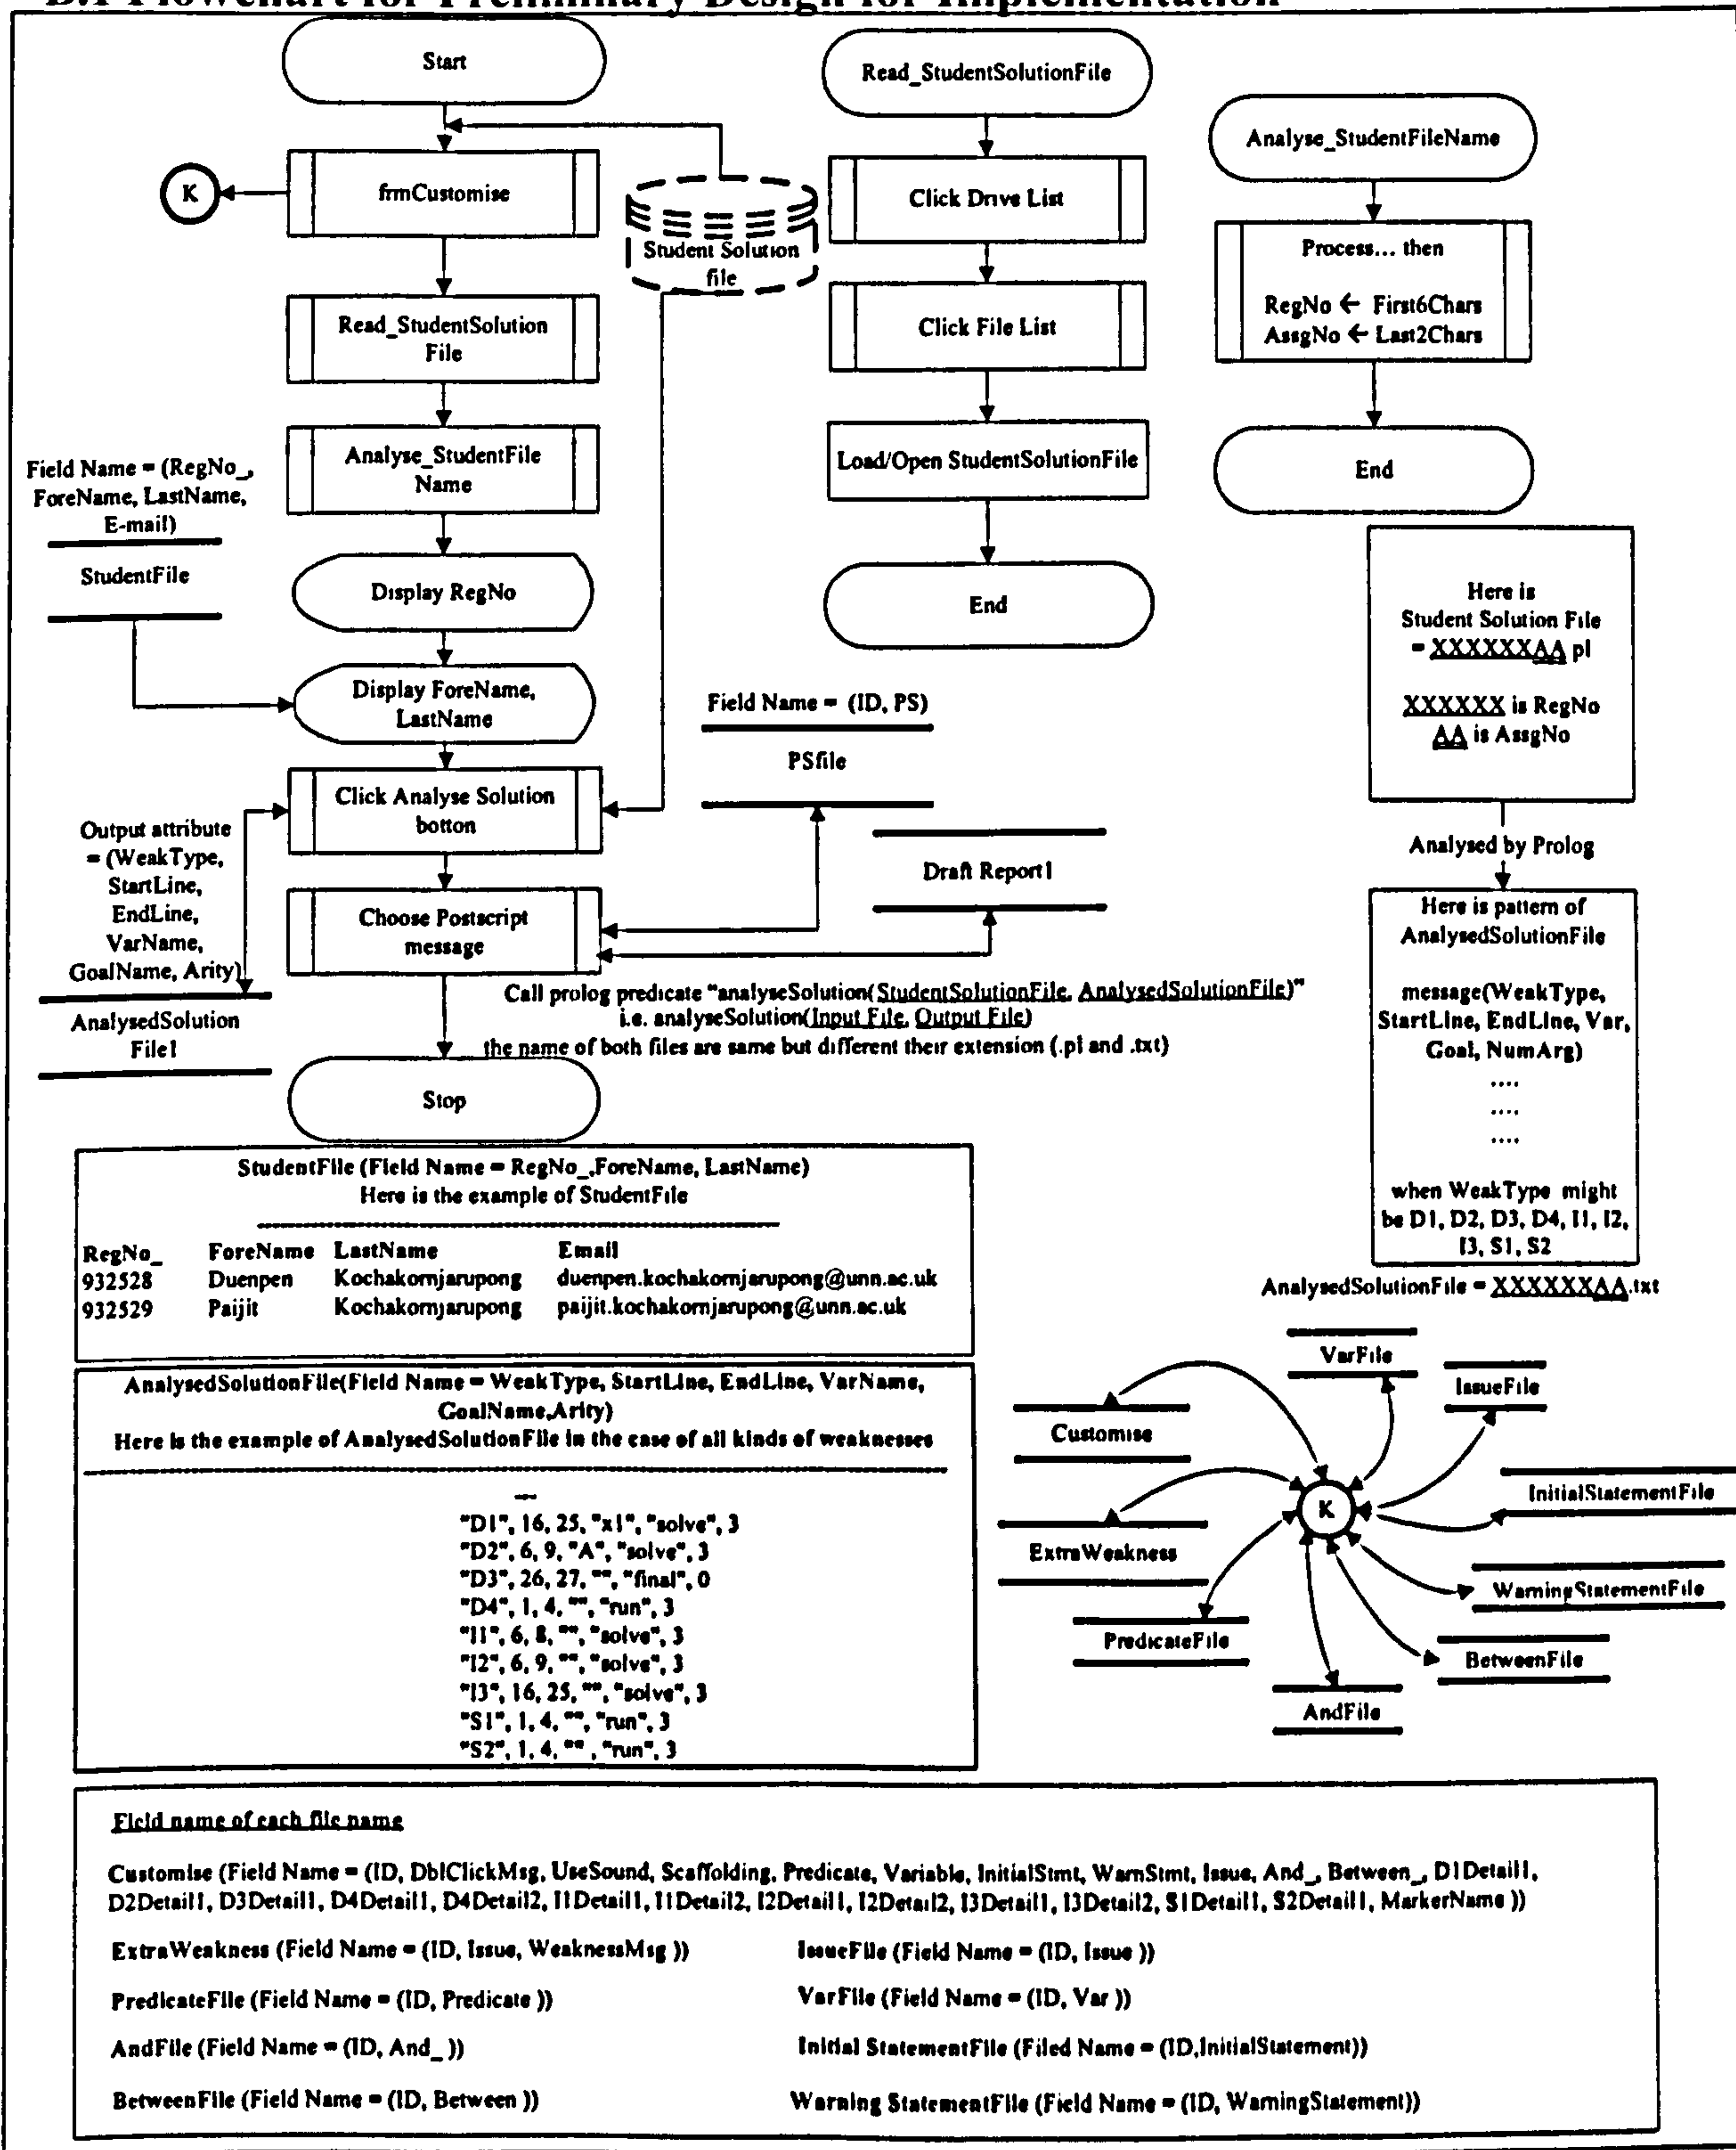 B.1 Flowchart for Preliminary Design for Implementation
Start
K
frmCustomise
Student Solution
file
Read_StudentSolution
File
Analyse_StudentFile
Name
Field Name = (RegNo_,
ForeName, LastName,
E-mail)
StudentFile
Display RegNo
Display ForeName,
LastName
Click Analyse Solution
botton
Output attribute
= (WeakType,
StartLine,
EndLine,
VarName,
GoalName, Arity)
AnalysedSolution
File1
Choose Postscript
message
Stop
Read_StudentSolutionFile
Click Drive List
Click File List
Load/Open StudentSolutionFile
End
Field Name = (ID, PS)
PSfile
Draft Report1
Call prolog predicate "analyseSolution(StudentSolutionFile, AnalysedSolutionFile)"
i.e. analyseSolution(Input File, Output File)
the name of both files are same but different their extension (.pl and .txt)
Analyse_StudentFileName
Process... then
RegNo ← First6Chars
AssgNo ← Last2Chars
End
Here is
Student Solution File
= XXXXXXAA pl
XXXXXX is RegNo
AA is AssgNo
Analysed by Prolog
Here is pattern of
AnalysedSolutionFile
message(WeakType,
StartLine, EndLine, Var,
Goal, NumArg)
....
....
....
when WeakType might
be D1, D2, D3, D4, I1, I2,
I3, S1, S2
AnalysedSolutionFile = XXXXXXAA.txt
StudentFile (Field Name = RegNo_,ForeName, LastName)
Here is the example of StudentFile
RegNo_ ForeName LastName Email
932528 Duenpen Kochakornjarupong duenpen.kochakornjarupong@unn.ac.uk
932529 Paijit Kochakornjarupong paijit.kochakornjarupong@unn.ac.uk
AnalysedSolutionFile(Field Name = WeakType, StartLine, EndLine, VarName,
GoalName,Arity)
Here is the example of AnalysedSolutionFile in the case of all kinds of weaknesses
"D1", 16, 25, "x1", "solve", 3
"D2", 6, 9, "A", "solve", 3
"D3", 26, 27, "", "final", 0
"D4", 1, 4, "", "run", 3
"I1", 6, 8, "", "solve", 3
"I2", 6, 9, "", "solve", 3
"I3", 16, 25, "", "solve", 3
"S1", 1, 4, "", "run", 3
"S2", 1, 4, "" , "run", 3
VarFile
IssueFile
Customise
InitialStatementFile
K
ExtraWeakness
WarningStatementFile
PredicateFile
BetweenFile
AndFile
Field name of each file name
Customise (Field Name = (ID, DblClickMsg, UseSound, Scaffolding, Predicate, Variable, InitialStmt, WarnStmt, Issue, And_, Between_, D1Detail1,
D2Detail1, D3Detail1, D4Detail1, D4Detail2, I1Detail1, I1Detail2, I2Detail1, I2Detail2, I3Detail1, I3Detail2, S1Detail1, S2Detail1, MarkerName ))
ExtraWeakness (Field Name = (ID, Issue, WeaknessMsg )) IssueFile (Field Name = (ID, Issue ))
PredicateFile (Field Name = (ID, Predicate )) VarFile (Field Name = (ID, Var ))
AndFile (Field Name = (ID, And_ )) Initial StatementFile (Filed Name = (ID,InitialStatement))
BetweenFile (Field Name = (ID, Between )) Warning StatementFile (Field Name = (ID, WarningStatement))